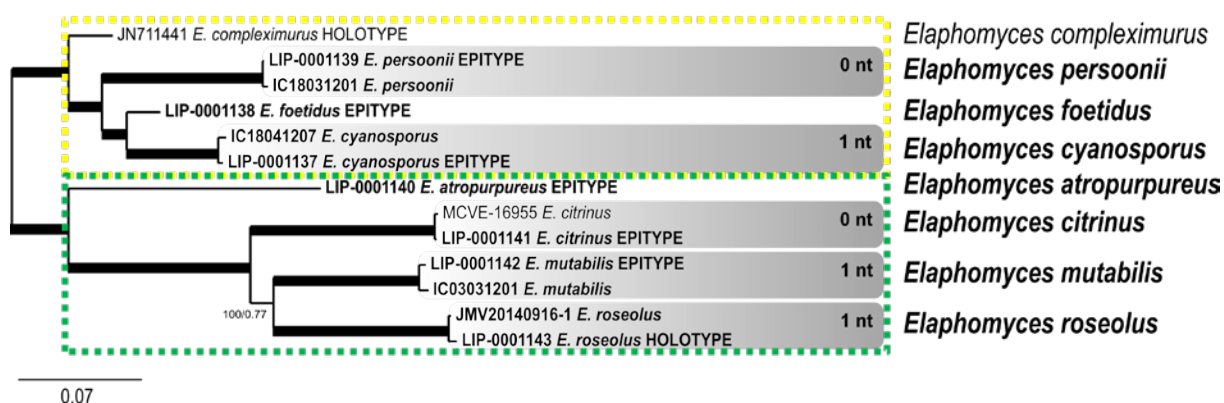 JN711441 E. compleximurus HOLOTYPE
Elaphomyces compleximurus
LIP-0001139 E. persoonii EPITYPE
0 nt
Elaphomyces persoonii
IC18031201 E. persoonii
LIP-0001138 E. foetidus EPITYPE
Elaphomyces foetidus
IC18041207 E. cyanosporus
1 nt
Elaphomyces cyanosporus
LIP-0001137 E. cyanosporus EPITYPE
LIP-0001140 E. atropurpureus EPITYPE
Elaphomyces atropurpureus
MCVE-16955 E. citrinus
0 nt
Elaphomyces citrinus
LIP-0001141 E. citrinus EPITYPE
LIP-0001142 E. mutabilis EPITYPE
1 nt
Elaphomyces mutabilis
IC03031201 E. mutabilis
100/0.77
JMV20140916-1 E. roseolus
1 nt
Elaphomyces roseolus
LIP-0001143 E. roseolus HOLOTYPE
0.07